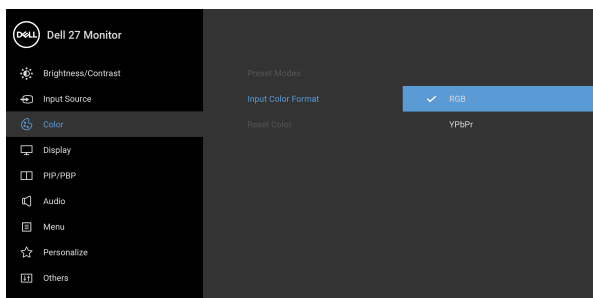 DELL
Dell 27 Monitor
Brightness/Contrast
Preset Modes
Input Source
Input Color Format
RGB
Color
Reset Color
YPbPr
Display
PIP/PBP
Audio
Menu
Personalize
Others